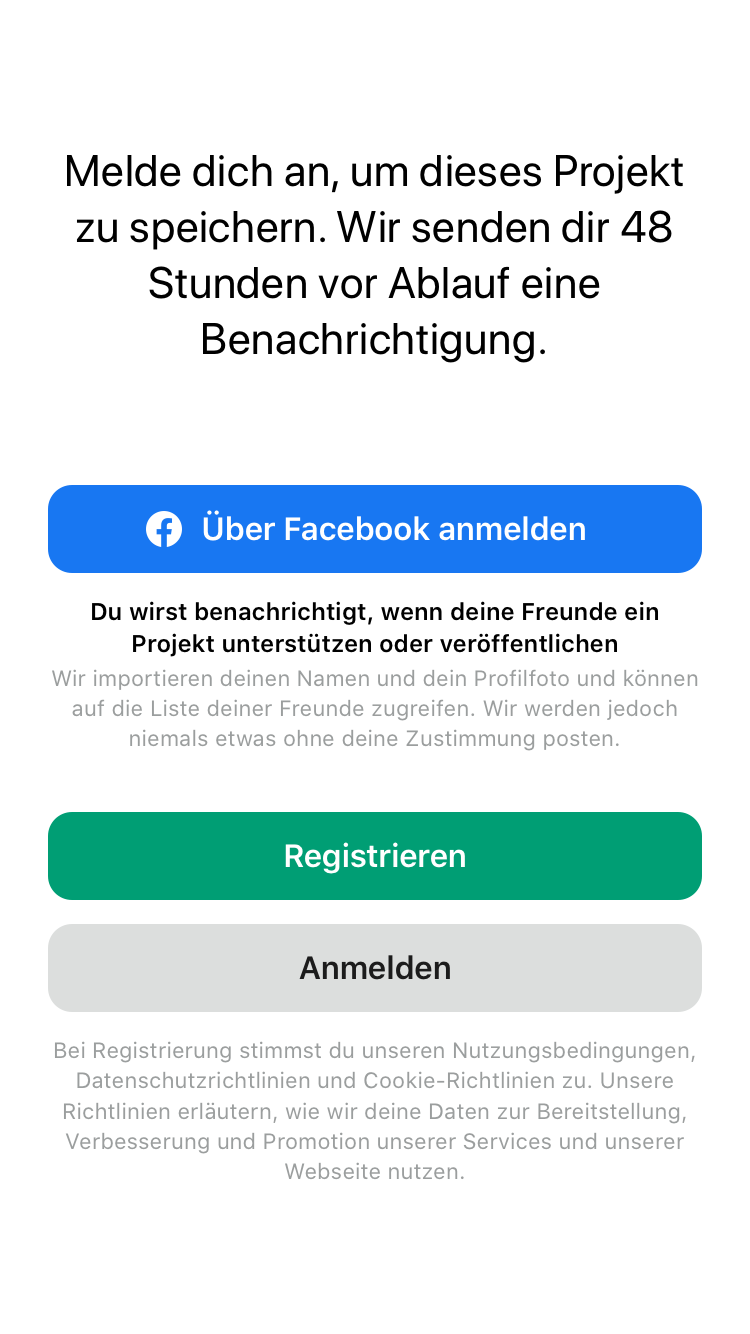 Melde dich an, um dieses Projekt
zu speichern. Wir senden dir 48
Stunden vor Ablauf eine
Benachrichtigung.
Über Facebook anmelden
Du wirst benachrichtigt, wenn deine Freunde ein
Projekt unterstützen oder veröffentlichen
Wir importieren deinen Namen und dein Profilfoto und können
auf die Liste deiner Freunde zugreifen. Wir werden jedoch
niemals etwas ohne deine Zustimmung posten.
Registrieren
Anmelden
Bei Registrierung stimmst du unseren Nutzungsbedingungen,
Datenschutzrichtlinien und Cookie-Richtlinien zu. Unsere
Richtlinien erläutern, wie wir deine Daten zur Bereitstellung,
Verbesserung und Promotion unserer Services und unserer
Webseite nutzen.